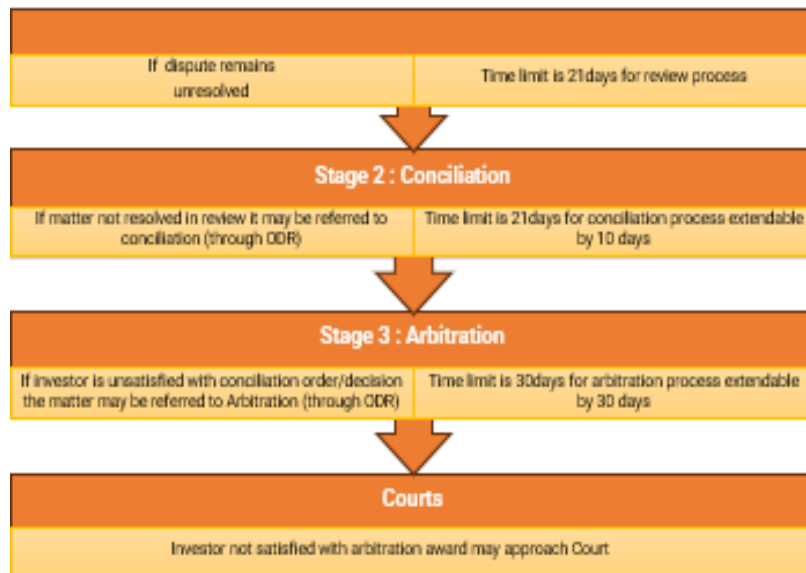 If dispute remains
unresolved
Time limit is 21days for review process
Stage 2 : Conciliation
If matter not resolved in review it may be referred to
conciliation (through ODR)
Time limit is 21days for conciliation process extendable
by 10 days
Stage 3 : Arbitration
If investor is unsatisfied with conciliation order/decision
the matter may be referred to Arbitration (through ODR)
Time limit is 30days for arbitration process extendable
by 30 days
Courts
Investor not satisfied with arbitration award may approach Court